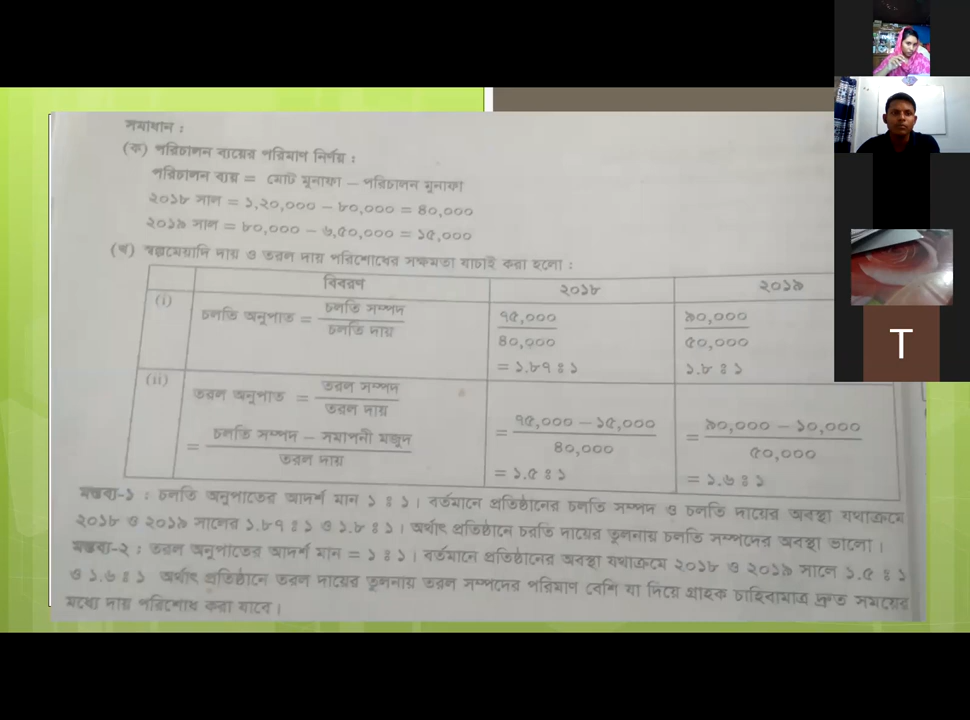 সমাধান :
(ক) পরিচালন ব্যয়ের পরিমাণ নির্ণয় :
পরিচালন ব্যয় = মোট মুনাফা – পরিচালন মুনাফা
২০১৮ সাল = ১,২০,০০০ – ৮০,০০০ = ৪০,০০০
২০১৯ সাল = ৮০,০০০ – ৬,৫০,০০০ = ১৫,০০০
(খ) স্বল্পমেয়াদি দায় ও তরল দায় পরিশোধের সক্ষমতা যাচাই করা হলো :
বিবরণ ২০১৮ ২০১৯
(i) চলতি অনুপাত = চলতি সম্পদ / চলতি দায় ৭৫,০০০ / ৪০,০০০ ৯০,০০০ / ৫০,০০০
= ১.৮৭ ঃ ১ ১.৮ ঃ ১
(ii) তরল অনুপাত = তরল সম্পদ / তরল দায়
= চলতি সম্পদ – সমাপনী মজুদ / তরল দায় = ৭৫,০০০ – ১৫,০০০ / ৪০,০০০ = ৯০,০০০ – ১০,০০০ / ৫০,০০০
= ১.৫ ঃ ১ = ১.৬ ঃ ১
মন্তব্য-১ : চলতি অনুপাতের আদর্শ মান ১ ঃ ১। বর্তমানে প্রতিষ্ঠানের চলতি সম্পদ ও চলতি দায়ের অবস্থা যথাক্রমে
২০১৮ ও ২০১৯ সালের ১.৮৭ ঃ ১ ও ১.৮ ঃ ১। অর্থাৎ প্রতিষ্ঠানে চরতি দায়ের তুলনায় চলতি সম্পদের অবস্থা ভালো।
মন্তব্য-২ : তরল অনুপাতের আদর্শ মান = ১ ঃ ১। বর্তমানে প্রতিষ্ঠানের অবস্থা যথাক্রমে ২০১৮ ও ২০১৯ সালে ১.৫ ঃ ১
ও ১.৬ ঃ ১ অর্থাৎ প্রতিষ্ঠানে তরল দায়ের তুলনায় তরল সম্পদের পরিমাণ বেশি যা দিয়ে গ্রাহক চাহিবামাত্র দ্রুত সময়ের
মধ্যে দায় পরিশোধ করা যাবে।
T